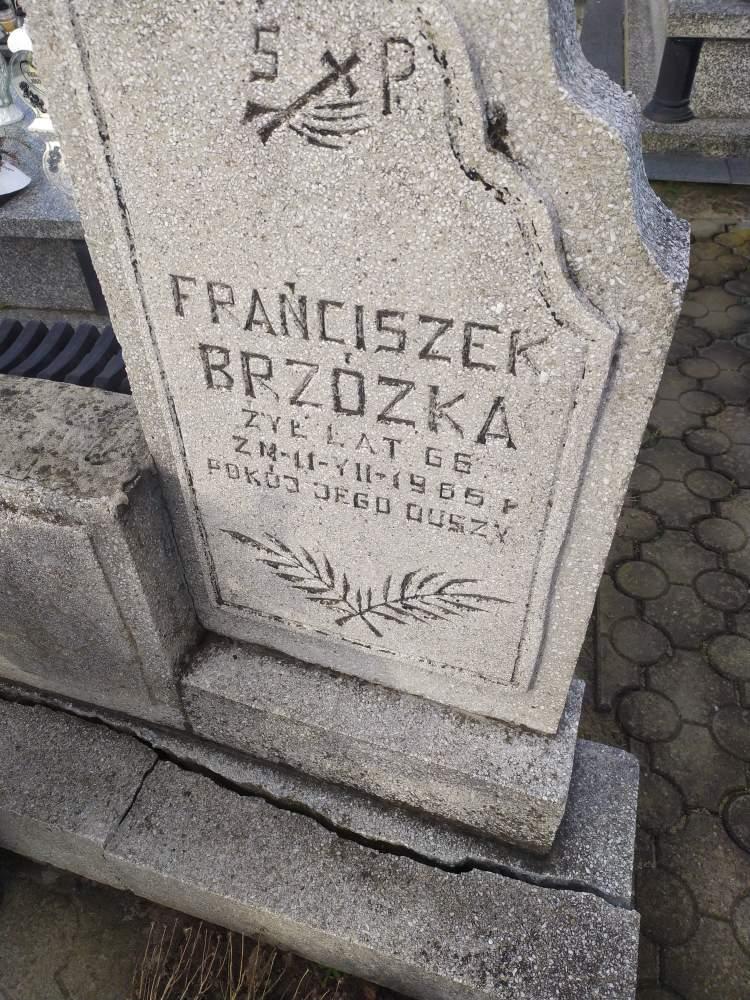 S P
FRAŃCISZEK
BRZÓZKA
ŻYŁ LAT 66
ZM-11-VII-1965 R
POKÓJ JEGO DUSZY